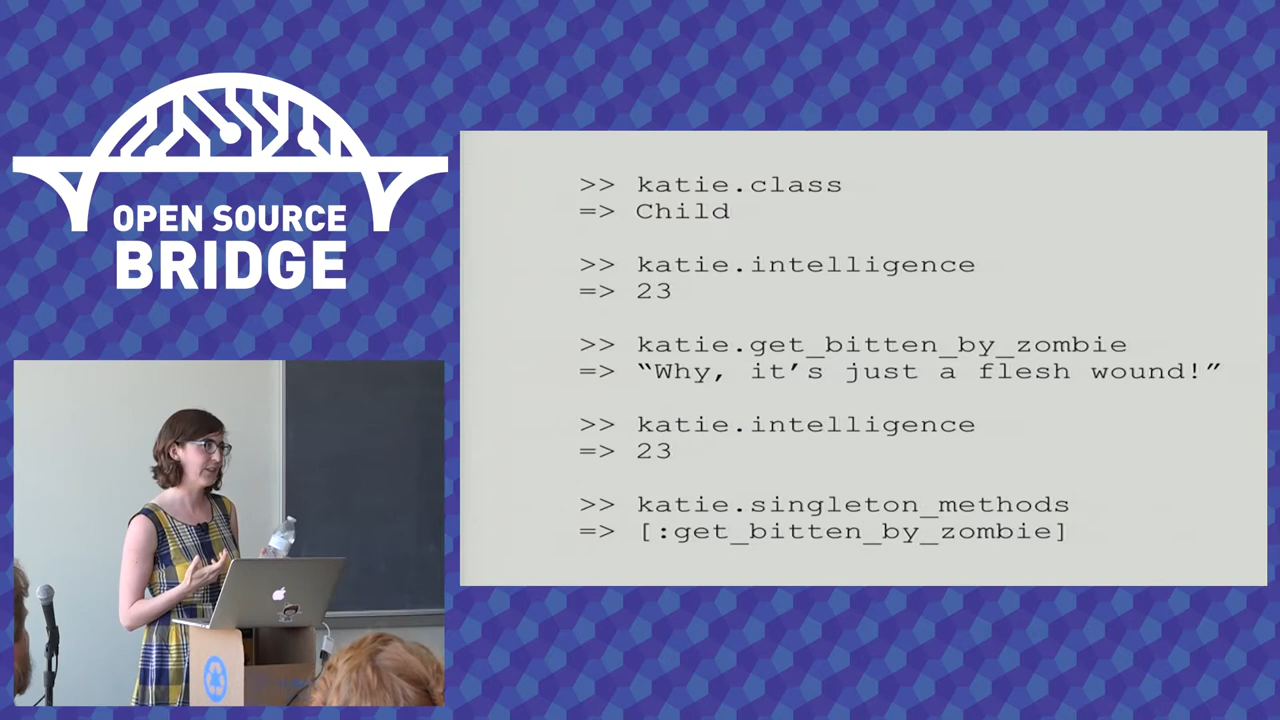 OPEN SOURCE
BRIDGE
>> katie.class
=> Child
>> katie.intelligence
=> 23
>> katie.get_bitten_by_zombie
=> “Why, it’s just a flesh wound!”
>> katie.intelligence
=> 23
>> katie.singleton_methods
=> [:get_bitten_by_zombie]